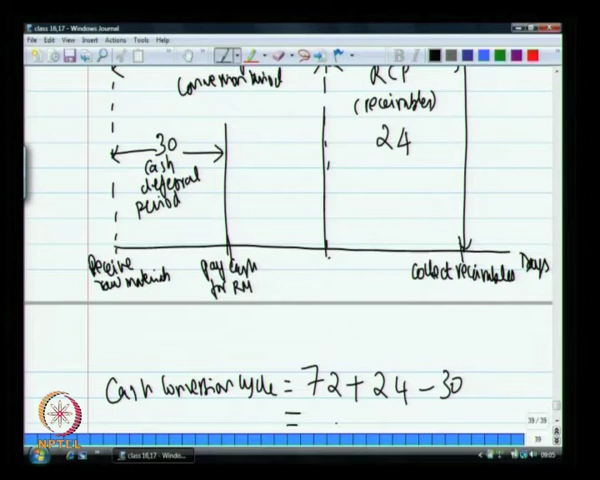 class 16,17 - Windows Journal
File Edit View Insert Actions Tools Help
B I
Conversion period
RCP
(receivables)
24
30
Cash
deferral
period
Receive
raw materials
pay cash
for RM
collect receivables
Days
Cash Conversion cycle = 72 + 24 - 30
=
39 / 39
39
NPTEL
class 16,17 - Windo...
09:05